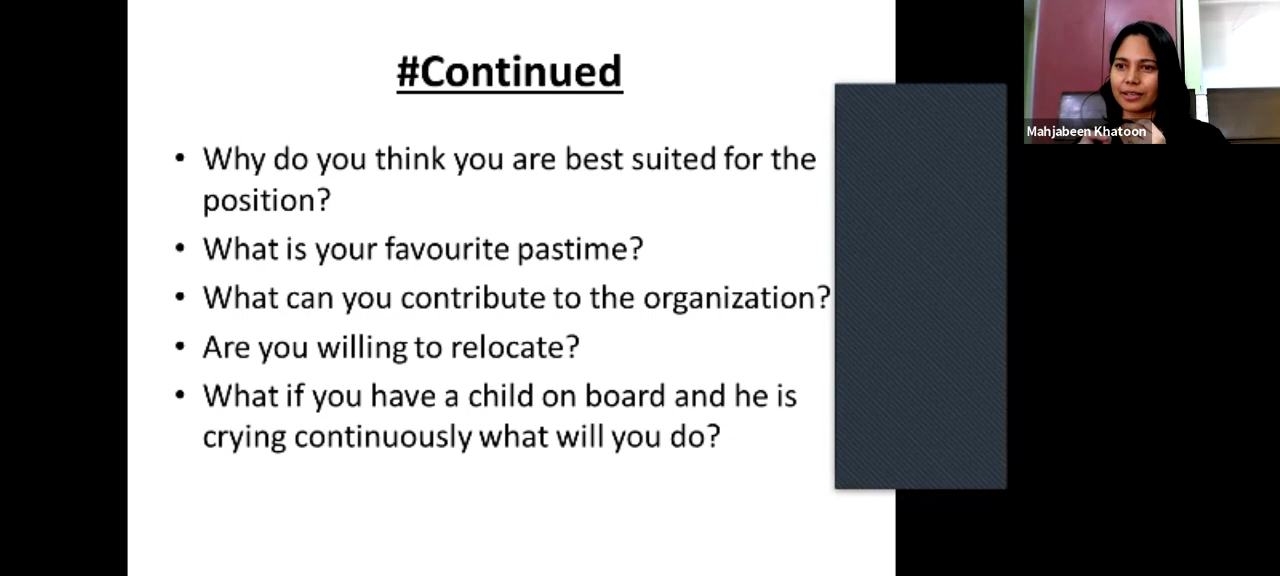 #Continued
• Why do you think you are best suited for the
position?
• What is your favourite pastime?
• What can you contribute to the organization?
• Are you willing to relocate?
• What if you have a child on board and he is
crying continuously what will you do?
Mahjabeen Khatoon